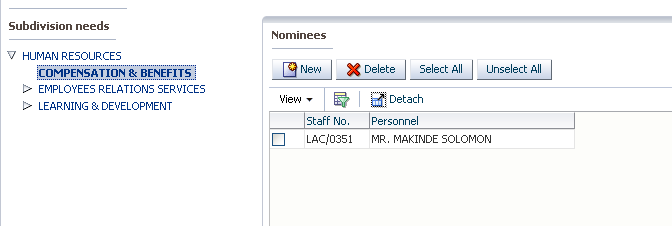 Subdivision needs
HUMAN RESOURCES
COMPENSATION & BENEFITS
EMPLOYEES RELATIONS SERVICES
LEARNING & DEVELOPMENT
Nominees
New Delete Select All Unselect All
View Detach
Staff No. Personnel
LAC/0351 MR. MAKINDE SOLOMON